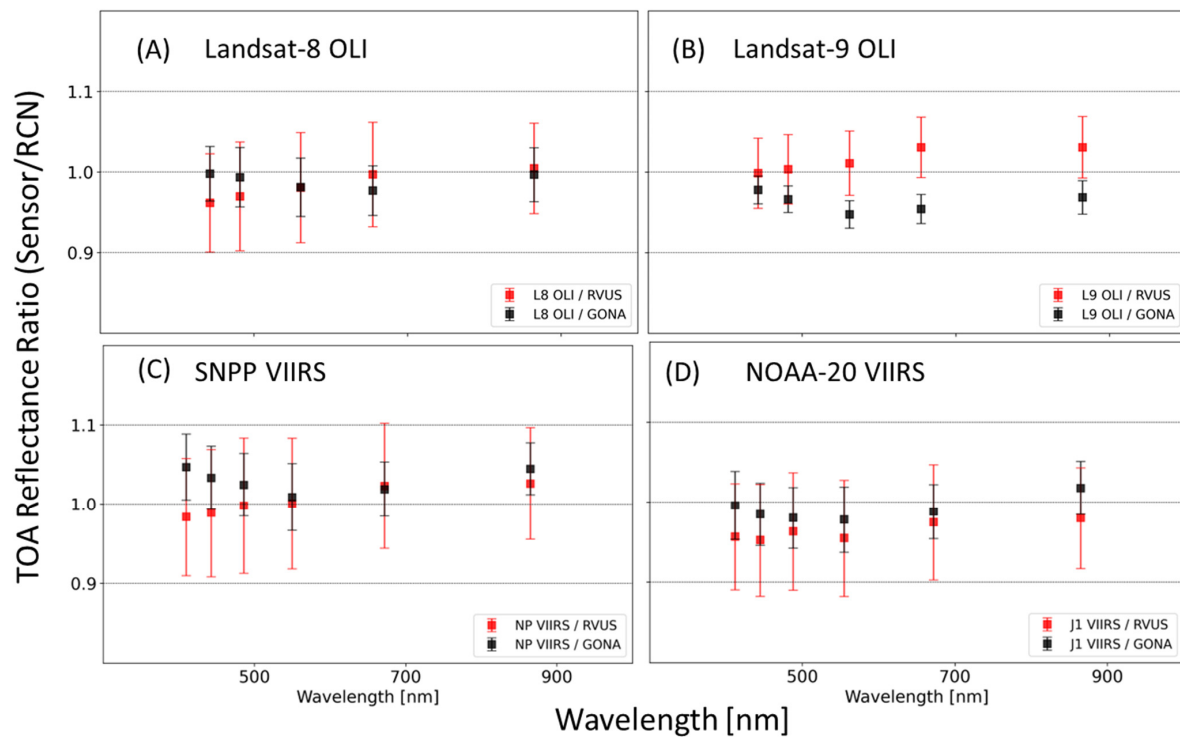 TOA Reflectance Ratio (Sensor/RCN)
(A) Landsat-8 OLI
1.1
1.0
0.9
L8 OLI / RVUS
L8 OLI / GONA
(B) Landsat-9 OLI
L9 OLI / RVUS
L9 OLI / GONA
(C) SNPP VIIRS
1.1
1.0
0.9
NP VIIRS / RVUS
NP VIIRS / GONA
500 700 900
Wavelength [nm]
(D) NOAA-20 VIIRS
J1 VIIRS / RVUS
J1 VIIRS / GONA
500 700 900
Wavelength [nm]
Wavelength [nm]